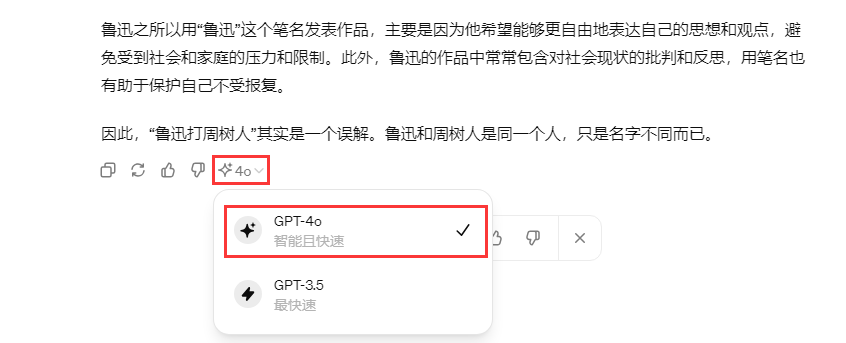 鲁迅之所以用“鲁迅”这个笔名发表作品，主要是因为他希望能够更自由地表达自己的思想和观点，避
免受到社会和家庭的压力和限制。此外，鲁迅的作品中常常包含对社会现状的批判和反思，用笔名也
有助于保护自己不受报复。
因此，“鲁迅打周树人”其实是一个误解。鲁迅和周树人是同一个人，只是名字不同而已。
4o
GPT-4o
智能且快速
GPT-3.5
最快速